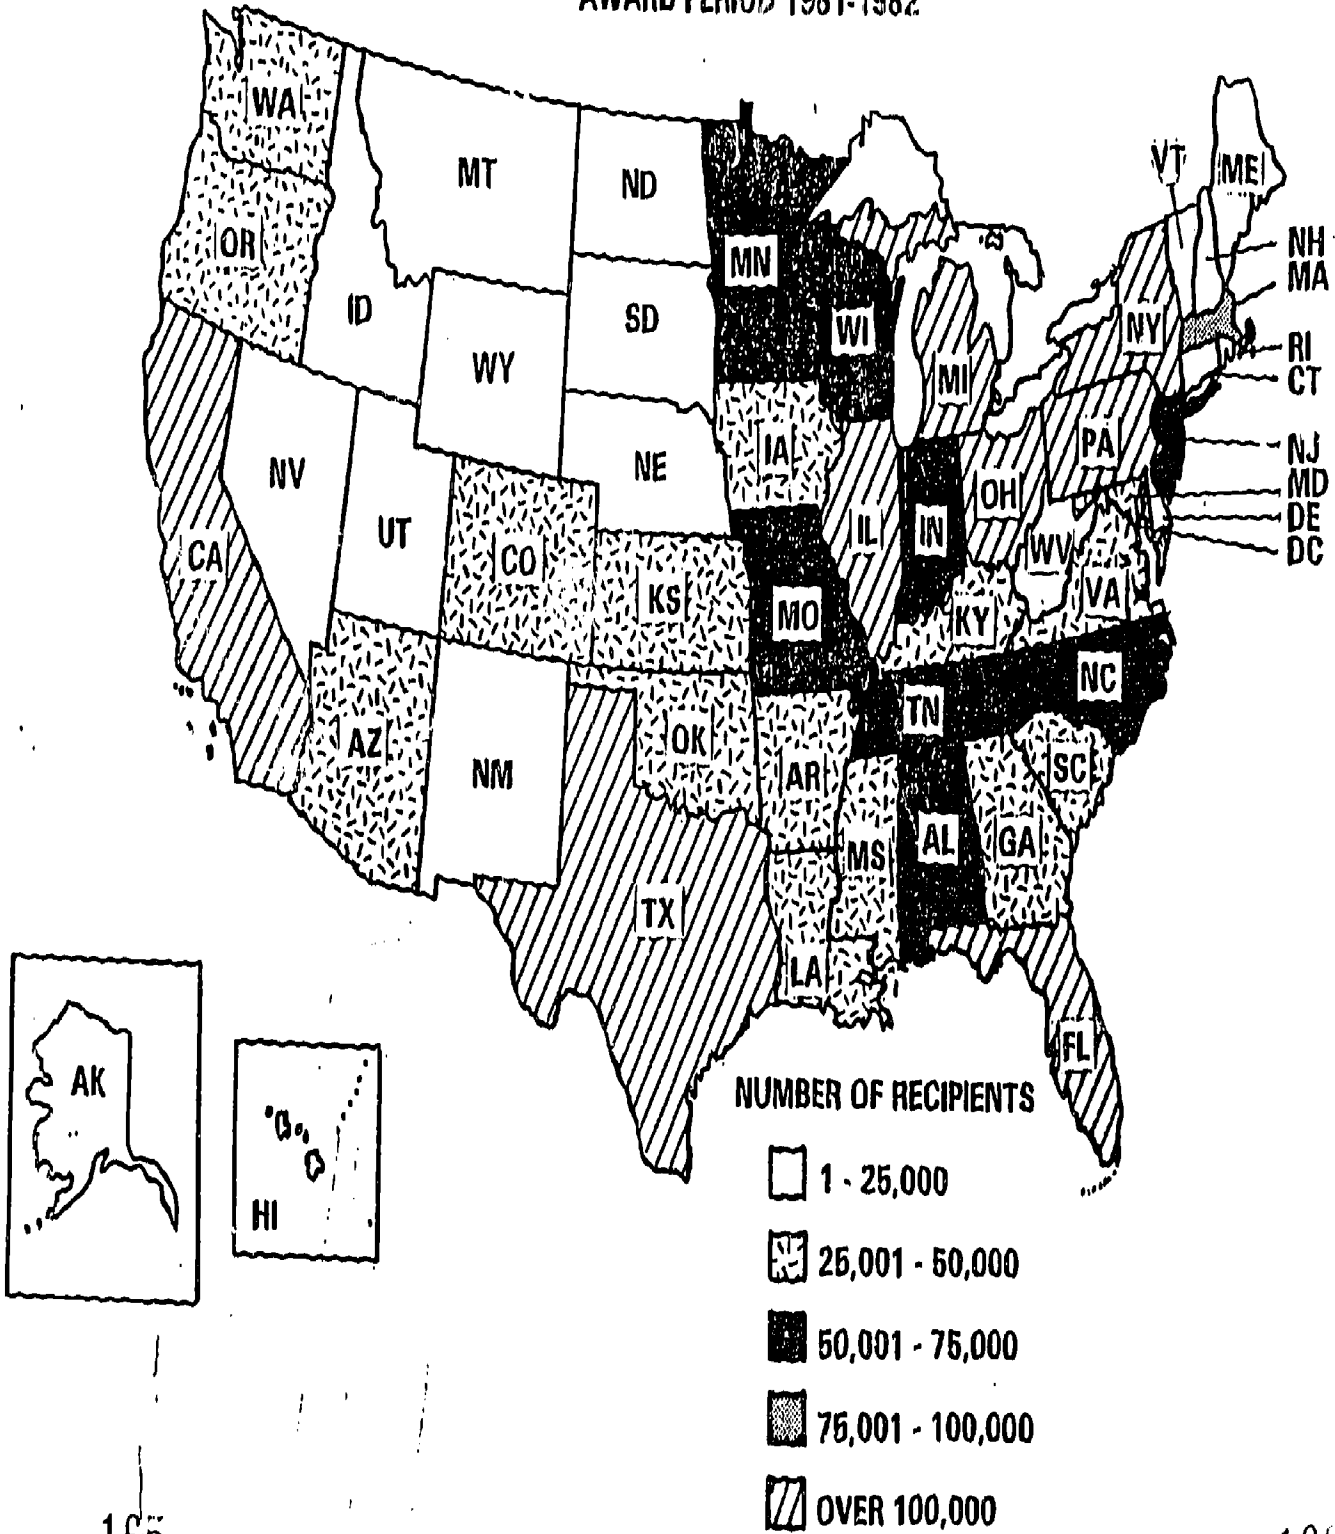 AWARD PERIOD 1981-1982
WA
MT
ND
MN
VT
ME
OR
NH
MA
ID
SD
WI
NY
WY
MI
RI
CT
NV
NE
IA
PA
NJ
UT
OH
MD
CA
CO
IL
IN
WV
DE
DC
KS
MO
KY
VA
NC
AZ
OK
TN
NM
AR
SC
MS
AL
GA
TX
LA
FL
AK
HI
NUMBER OF RECIPIENTS
1 - 25,000
25,001 - 50,000
50,001 - 75,000
75,001 - 100,000
OVER 100,000